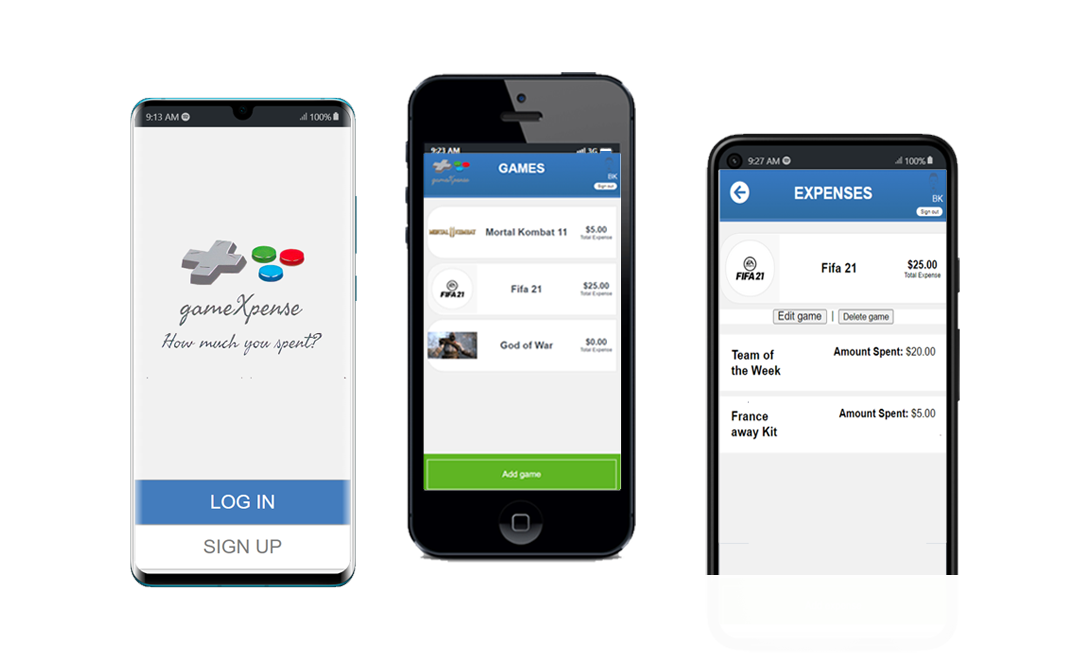 9:13 AM
100%
gameXpense
How much you spent?
LOG IN
SIGN UP
9:23 AM
3G
gameXpense
GAMES
BK
Sign out
MORTAL KOMBAT
Mortal Kombat 11
$5.00
Total Expense
FIFA 21
Fifa 21
$25.00
Total Expense
God of War
$0.00
Total Expense
Add game
9:27 AM
100%
EXPENSES
BK
Sign out
EA
FIFA 21
Fifa 21
$25.00
Total Expense
Edit game | Delete game
Team of
the Week
Amount Spent: $20.00
France
away Kit
Amount Spent: $5.00